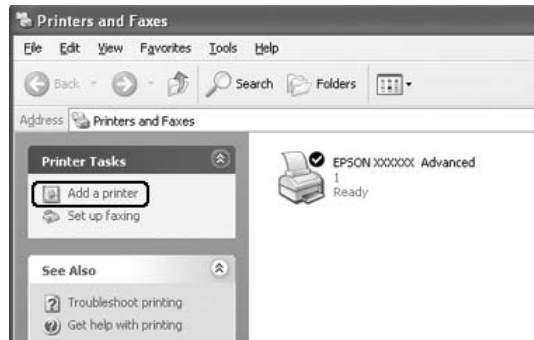 Printers and Faxes
File Edit View Favorites Tools Help
Back Search Folders
Address Printers and Faxes
Printer Tasks
Add a printer
Set up faxing
See Also
Troubleshoot printing
Get help with printing
EPSON XXXXXX Advanced
1
Ready